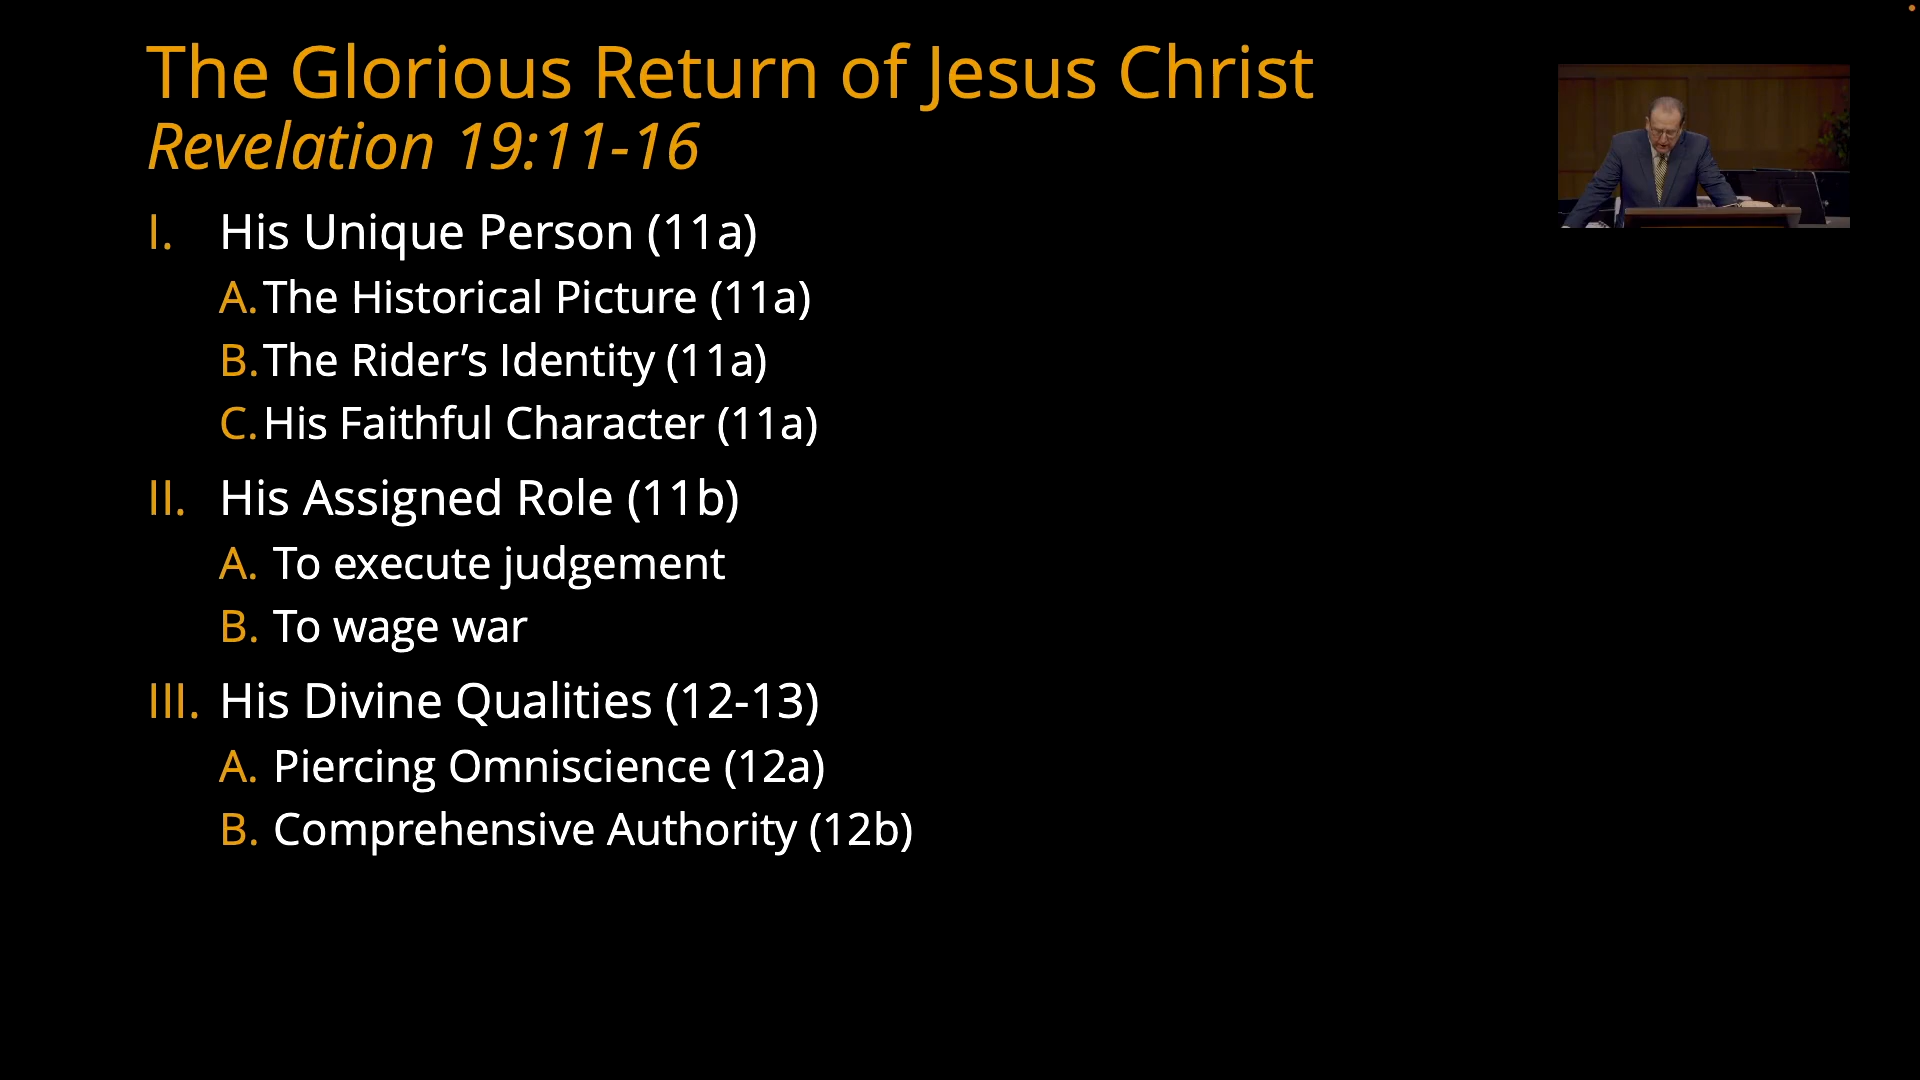 The Glorious Return of Jesus Christ
Revelation 19:11-16
I. His Unique Person (11a)
A. The Historical Picture (11a)
B. The Rider’s Identity (11a)
C. His Faithful Character (11a)
II. His Assigned Role (11b)
A. To execute judgement
B. To wage war
III. His Divine Qualities (12-13)
A. Piercing Omniscience (12a)
B. Comprehensive Authority (12b)